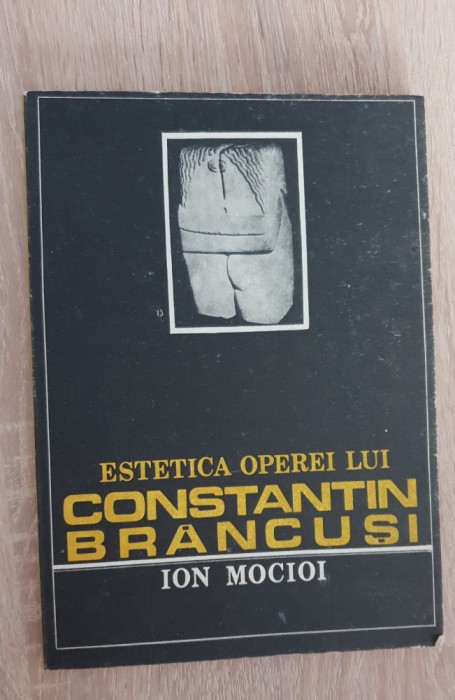 ESTETICA OPEREI LUI
CONSTANTIN
BRÂNCUȘI
ION MOCIOI